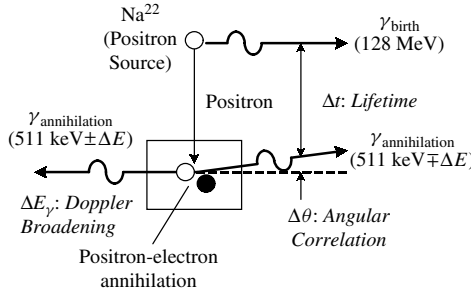 Na²²
(Positron
Source)
γbirth
(128 MeV)
Positron
Δt: Lifetime
γannihilation
(511 keV±ΔE)
γannihilation
(511 keV∓ΔE)
ΔEγ: Doppler
Broadening
Δθ: Angular
Correlation
Positron-electron
annihilation